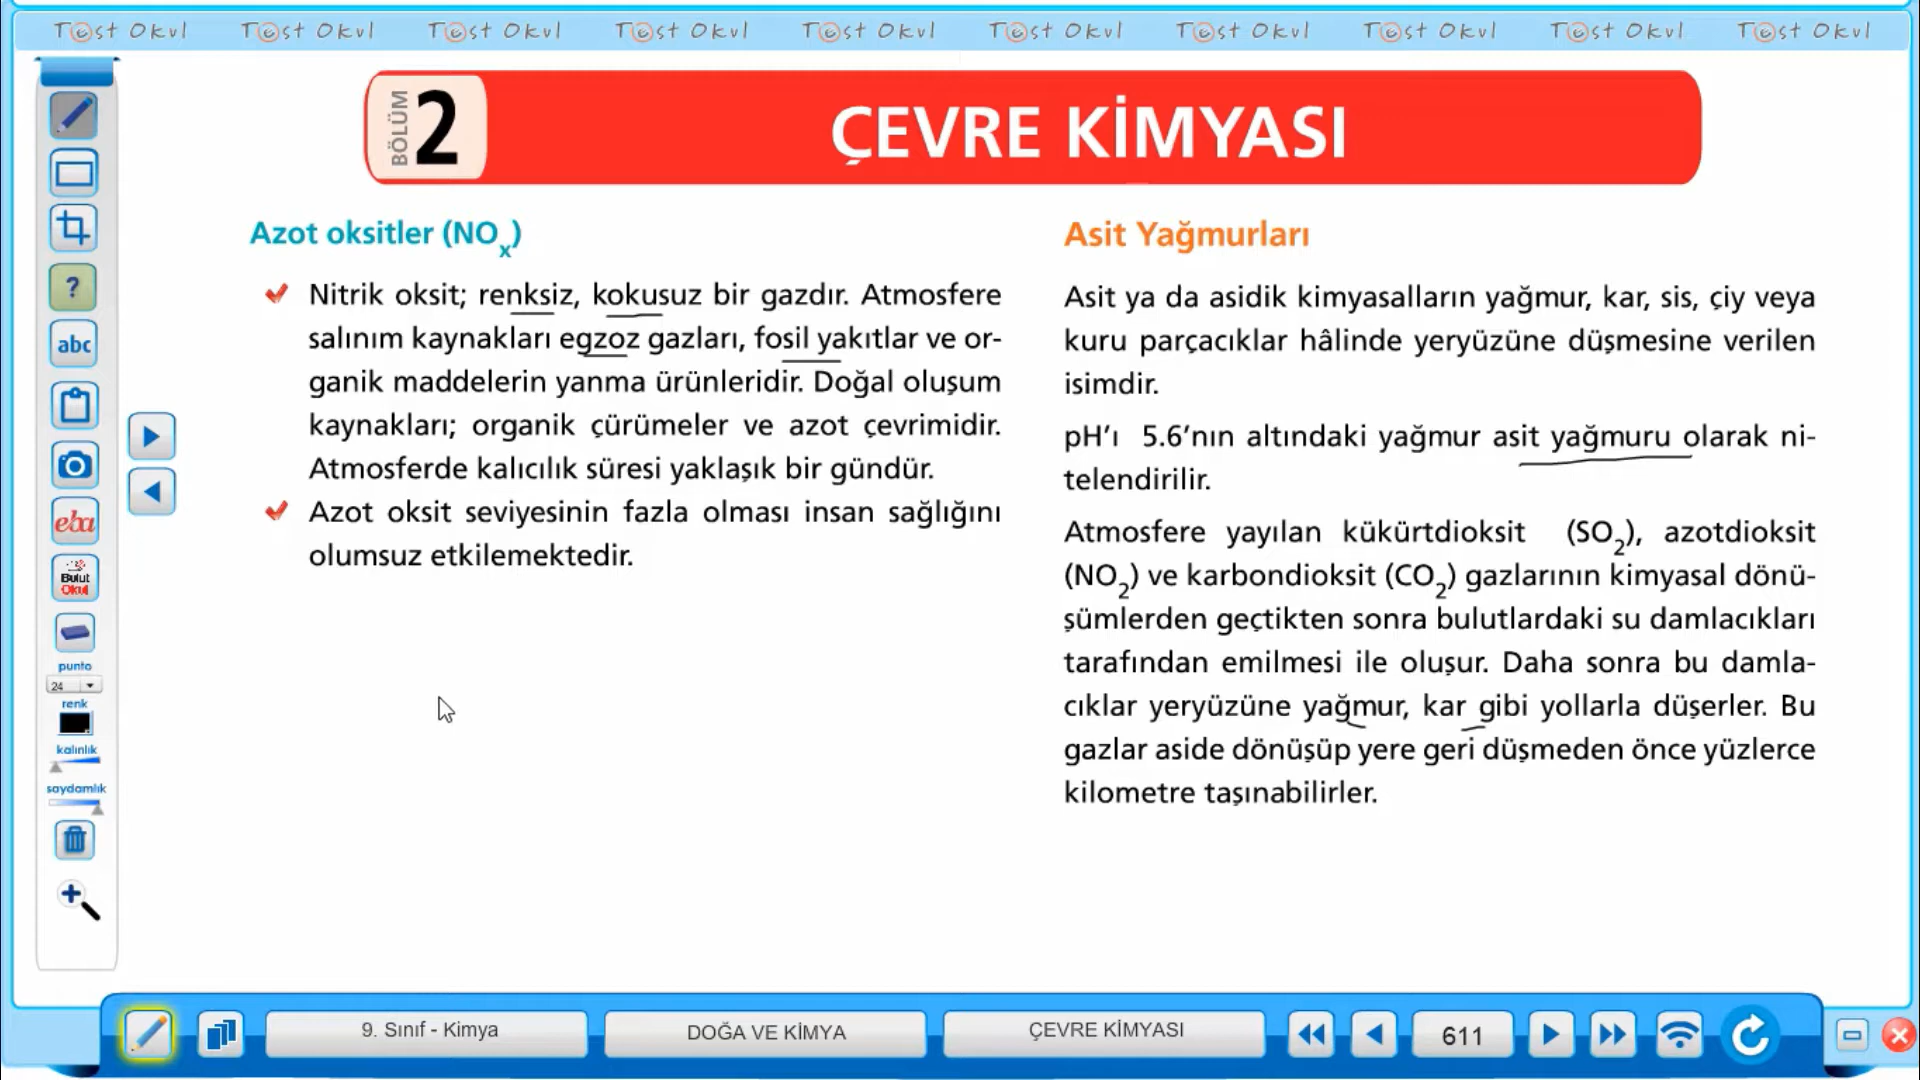 Test Okul Test Okul Test Okul Test Okul Test Okul Test Okul Test Okul Test Okul Test Okul Test Okul
BÖLÜM 2
ÇEVRE KİMYASI
Azot oksitler (NOₓ)
Nitrik oksit; renksiz, kokusuz bir gazdır. Atmosfere
salınım kaynakları egzoz gazları, fosil yakıtlar ve or-
ganik maddelerin yanma ürünleridir. Doğal oluşum
kaynakları; organik çürümeler ve azot çevrimidir.
Atmosferde kalıcılık süresi yaklaşık bir gündür.
Azot oksit seviyesinin fazla olması insan sağlığını
olumsuz etkilemektedir.
Asit Yağmurları
Asit ya da asidik kimyasalların yağmur, kar, sis, çiy veya
kuru parçacıklar hâlinde yeryüzüne düşmesine verilen
isimdir.
pH’ı 5.6’nın altındaki yağmur asit yağmuru olarak ni-
telendirilir.
Atmosfere yayılan kükürtdioksit (SO₂), azotdioksit
(NO₂) ve karbondioksit (CO₂) gazlarının kimyasal dönü-
şümlerden geçtikten sonra bulutlardaki su damlacıkları
tarafından emilmesi ile oluşur. Daha sonra bu damla-
cıklar yeryüzüne yağmur, kar gibi yollarla düşerler. Bu
gazlar aside dönüşüp yere geri düşmeden önce yüzlerce
kilometre taşınabilirler.
?
abc
eba
Bulut
Okul
punto
24
renk
kalınlık
saydamlık
9. Sınıf - Kimya
DOĞA VE KİMYA
ÇEVRE KİMYASI
611